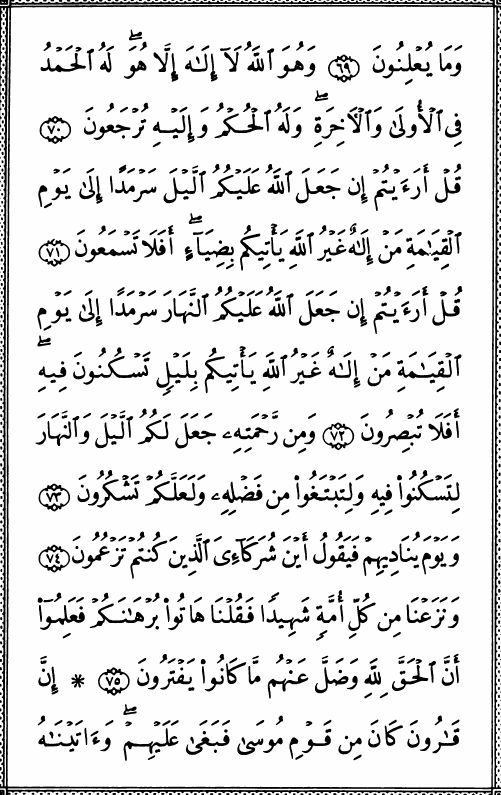 وَمَا يُعْلِنُونَ ﴿٦٩﴾ وَهُوَ ٱللَّهُ لَآ إِلَـٰهَ إِلَّا هُوَ ۖ لَهُ ٱلْحَمْدُ
فِى ٱلْأُولَىٰ وَٱلْـَٔاخِرَةِ ۖ وَلَهُ ٱلْحُكْمُ وَإِلَيْهِ تُرْجَعُونَ ﴿٧٠﴾
قُلْ أَرَءَيْتُمْ إِن جَعَلَ ٱللَّهُ عَلَيْكُمُ ٱلَّيْلَ سَرْمَدًا إِلَىٰ يَوْمِ
ٱلْقِيَـٰمَةِ مَنْ إِلَـٰهٌ غَيْرُ ٱللَّهِ يَأْتِيكُم بِضِيَآءٍ ۖ أَفَلَا تَسْمَعُونَ ﴿٧١﴾
قُلْ أَرَءَيْتُمْ إِن جَعَلَ ٱللَّهُ عَلَيْكُمُ ٱلنَّهَارَ سَرْمَدًا إِلَىٰ يَوْمِ
ٱلْقِيَـٰمَةِ مَنْ إِلَـٰهٌ غَيْرُ ٱللَّهِ يَأْتِيكُم بِلَيْلٍ تَسْكُنُونَ فِيهِ ۖ
أَفَلَا تُبْصِرُونَ ﴿٧٢﴾ وَمِن رَّحْمَتِهِۦ جَعَلَ لَكُمُ ٱلَّيْلَ وَٱلنَّهَارَ
لِتَسْكُنُوا۟ فِيهِ وَلِتَبْتَغُوا۟ مِن فَضْلِهِۦ وَلَعَلَّكُمْ تَشْكُرُونَ ﴿٧٣﴾
وَيَوْمَ يُنَادِيهِمْ فَيَقُولُ أَيْنَ شُرَكَآءِىَ ٱلَّذِينَ كُنتُمْ تَزْعُمُونَ ﴿٧٤﴾
وَنَزَعْنَا مِن كُلِّ أُمَّةٍ شَهِيدًا فَقُلْنَا هَاتُوا۟ بُرْهَـٰنَكُمْ فَعَلِمُوٓا۟
أَنَّ ٱلْحَقَّ لِلَّهِ وَضَلَّ عَنْهُم مَّا كَانُوا۟ يَفْتَرُونَ ﴿٧٥﴾ * إِنَّ
قَـٰرُونَ كَانَ مِن قَوْمِ مُوسَىٰ فَبَغَىٰ عَلَيْهِمْ ۖ وَءَاتَيْنَـٰهُ